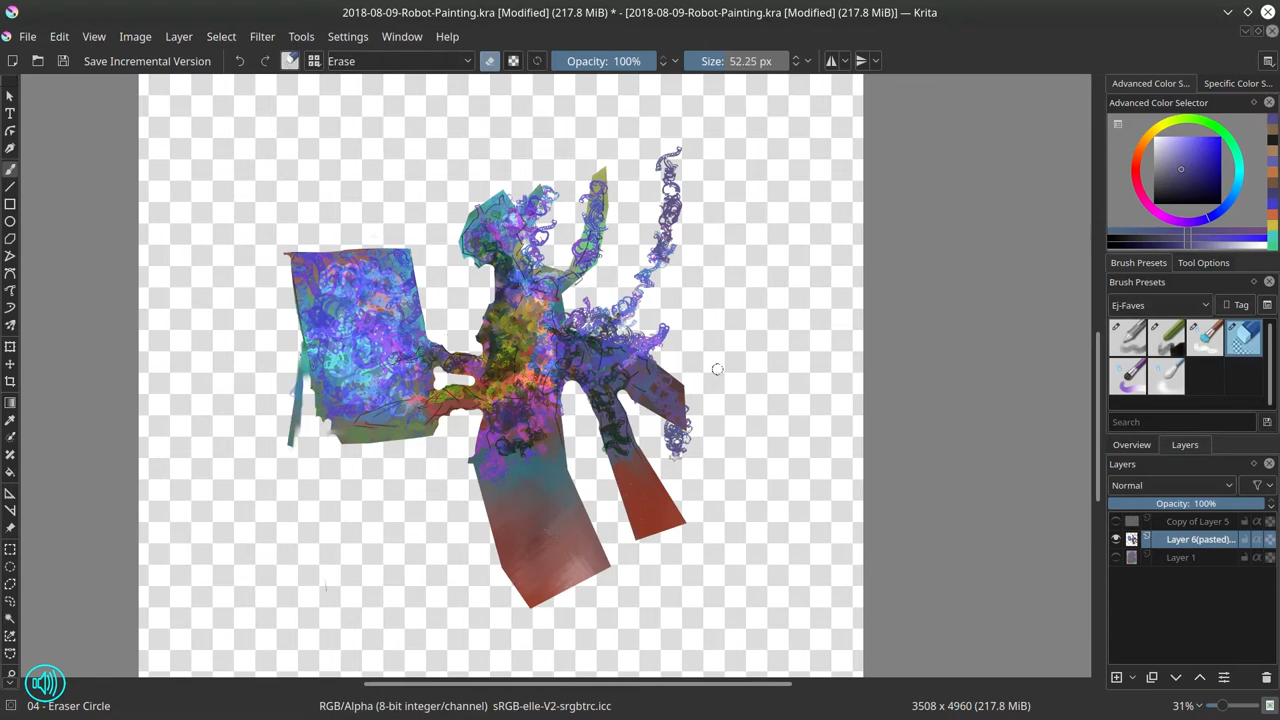 2018-08-09-Robot-Painting.kra [Modified] (217.8 MiB) * - [2018-08-09-Robot-Painting.kra [Modified] (217.8 MiB)] — Krita
File Edit View Image Layer Select Filter Tools Settings Window Help
Save Incremental Version Erase Opacity: 100% Size: 52.25 px
Advanced Color S... Specific Color S...
Advanced Color Selector
Brush Presets Tool Options
Brush Presets
Ej-Faves Tag
Search
Overview Layers
Layers
Normal
Opacity: 100%
Copy of Layer 5
Layer 6(pasted)...
Layer 1
04 - Eraser Circle RGB/Alpha (8-bit integer/channel) sRGB-elle-V2-srgbtrc.icc 3508 x 4960 (217.8 MiB) 31%